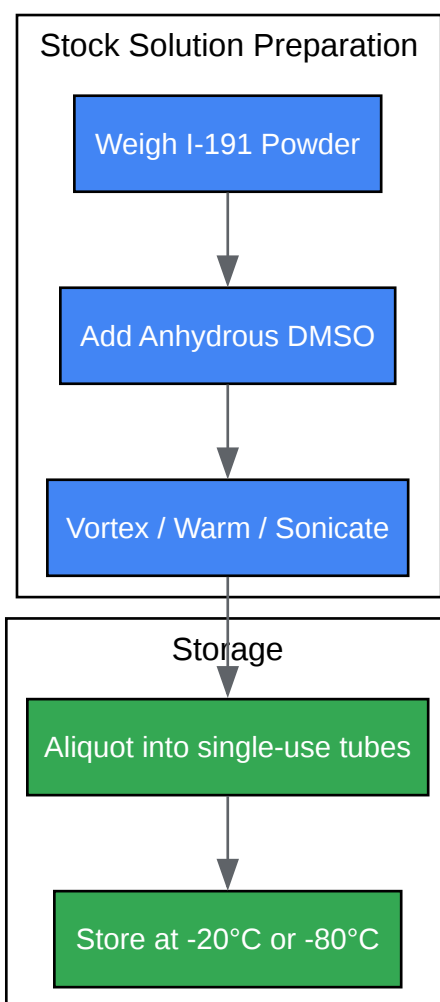 Stock Solution Preparation
Weigh I-191 Powder
Add Anhydrous DMSO
Vortex / Warm / Sonicate
Storage
Aliquot into single-use tubes
Store at -20°C or -80°C